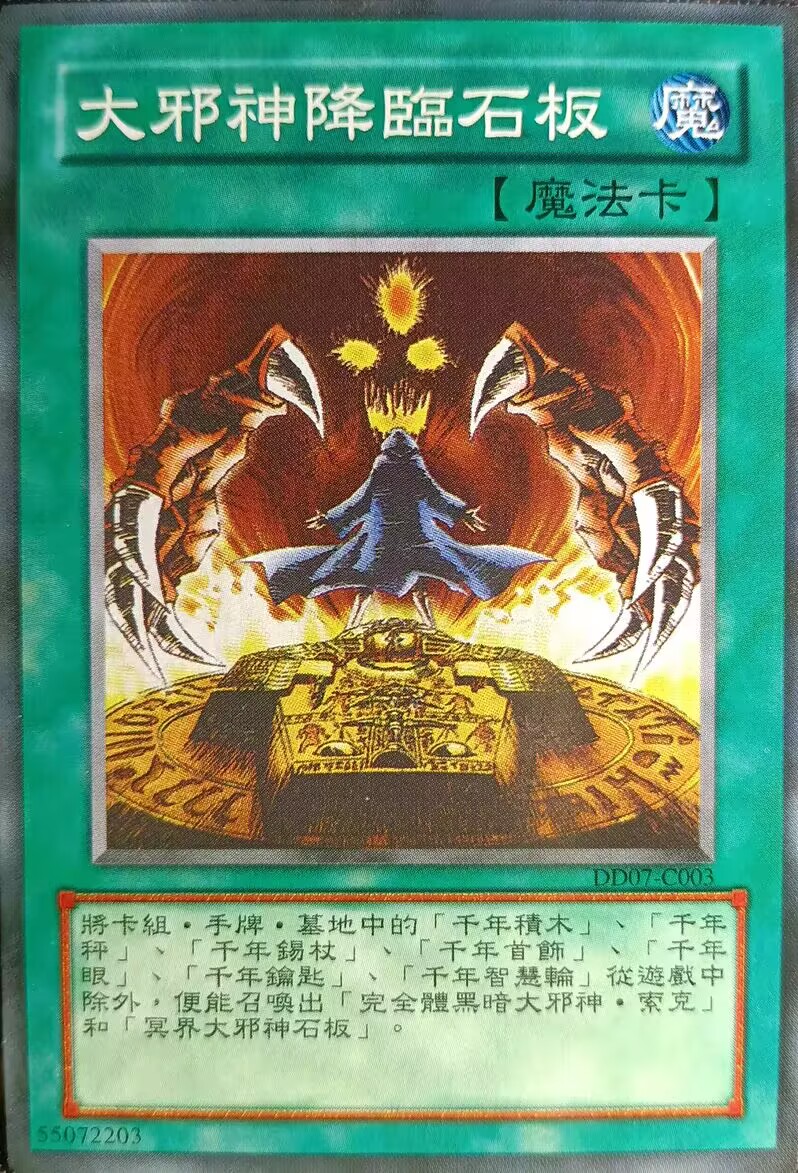 大邪神降臨石板 魔
【魔法卡】
DD07-C003
將卡組・手牌・墓地中的「千年積木」、「千年
秤」、「千年錫杖」、「千年首飾」、「千年
眼」、「千年鑰匙」、「千年智慧輪」從遊戲中
除外，便能召喚出「完全體黑暗大邪神・索克」
和「冥界大邪神石板」。
55072203